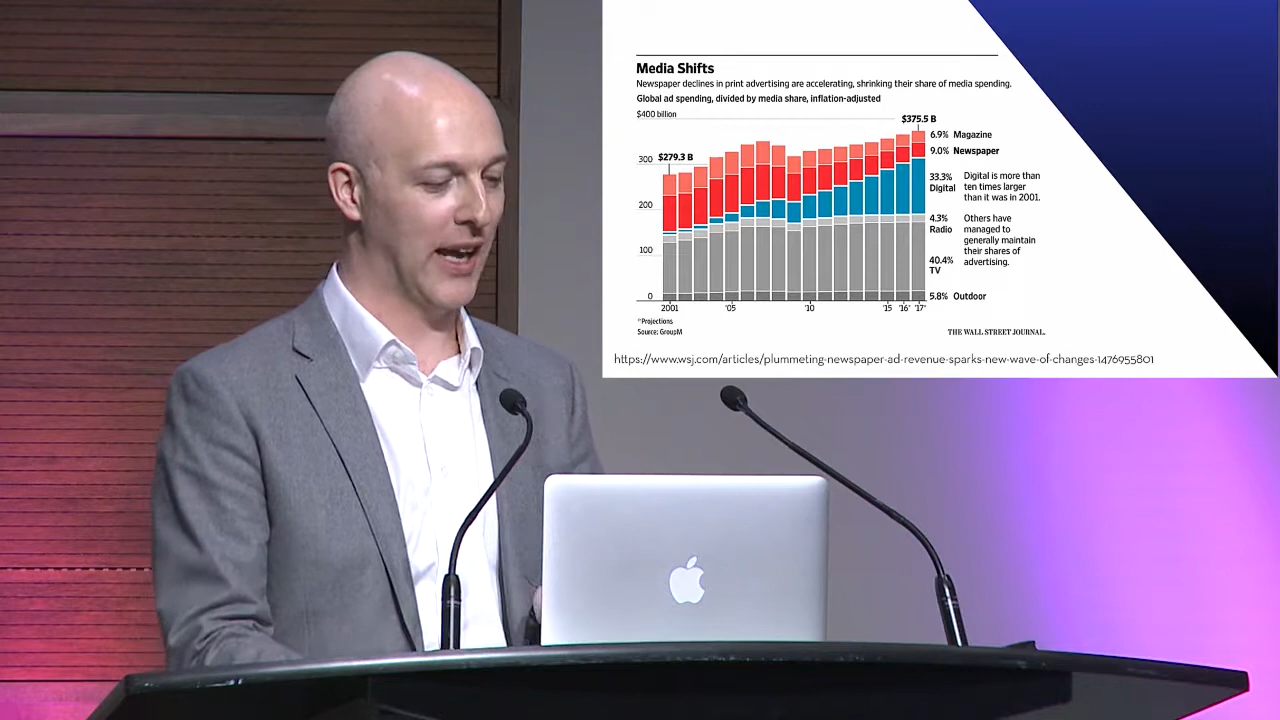 Media Shifts
Newspaper declines in print advertising are accelerating, shrinking their share of media spending.
Global ad spending, divided by media share, inflation-adjusted
$400 billion
$375.5 B
$279.3 B
300
200
100
0
2001
'05
'10
'15
'16*
'17*
6.9% Magazine
9.0% Newspaper
33.3%
Digital
Digital is more than
ten times larger
than it was in 2001.
4.3%
Radio
Others have
managed to
generally maintain
their shares of
advertising.
40.4%
TV
5.8% Outdoor
*Projections
Source: GroupM
THE WALL STREET JOURNAL.
https://www.wsj.com/articles/plummeting-newspaper-ad-revenue-sparks-new-wave-of-changes-1476955801